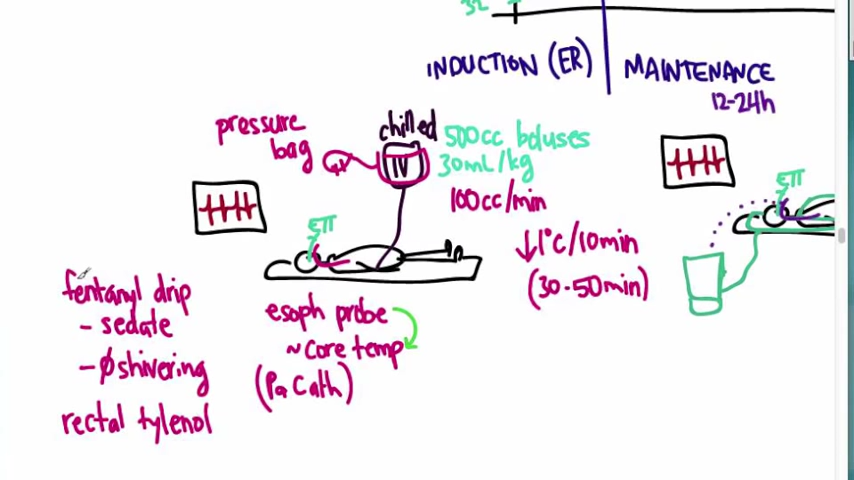 32
INDUCTION (ER)
MAINTENANCE
12-24h
pressure
bag
chilled
IV
500cc boluses
30mL/kg
100cc/min
ETT
ETT
↓1°C/10min
(30-50min)
fentanyl drip
- sedate
- Ø shivering
rectal tylenol
esoph probe
~core temp
(Pa Cath)